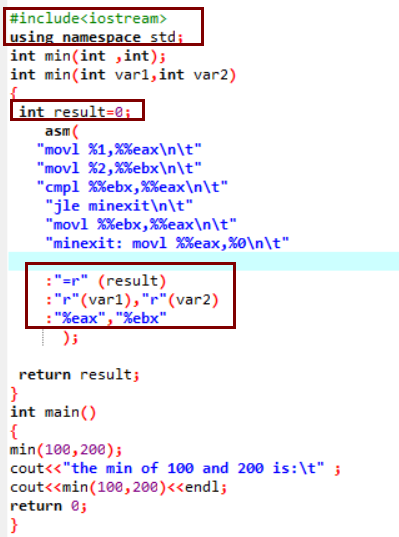 #include<iostream>
using namespace std;
int min(int ,int);
int min(int var1,int var2)
{
int result=0;
asm(
"movl %1,%%eax\n\t"
"movl %2,%%ebx\n\t"
"cmpl %%ebx,%%eax\n\t"
"jle minexit\n\t"
"movl %%ebx,%%eax\n\t"
"minexit: movl %%eax,%0\n\t"
:"=r" (result)
:"r"(var1),"r"(var2)
:"%eax","%ebx"
);
return result;
}
int main()
{
min(100,200);
cout<<"the min of 100 and 200 is:\t" ;
cout<<min(100,200)<<endl;
return 0;
}